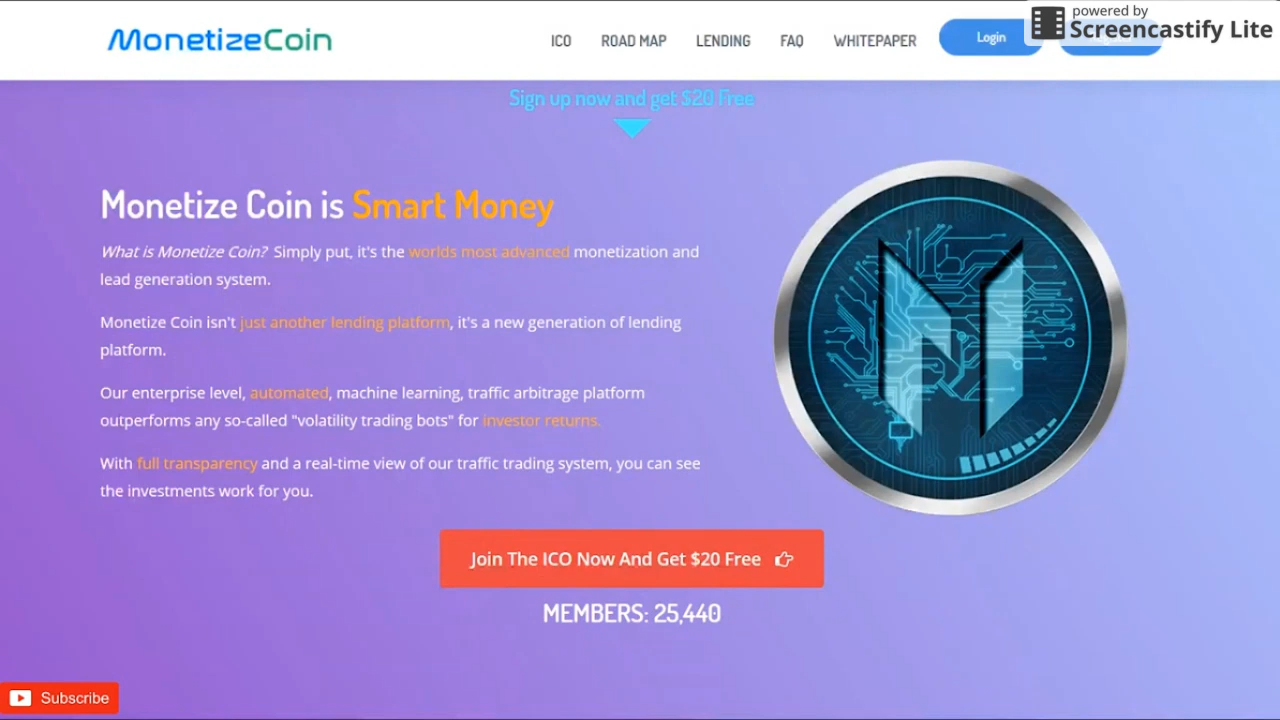 powered by
Screencastify Lite
MonetizeCoin
ICO ROAD MAP LENDING FAQ WHITEPAPER Login
Sign up now and get $20 Free
Monetize Coin is Smart Money
What is Monetize Coin? Simply put, it's the worlds most advanced monetization and
lead generation system.
Monetize Coin isn't just another lending platform, it's a new generation of lending
platform.
Our enterprise level, automated, machine learning, traffic arbitrage platform
outperforms any so-called "volatility trading bots" for investor returns.
With full transparency and a real-time view of our traffic trading system, you can see
the investments work for you.
Join The ICO Now And Get $20 Free
MEMBERS: 25,440
Subscribe